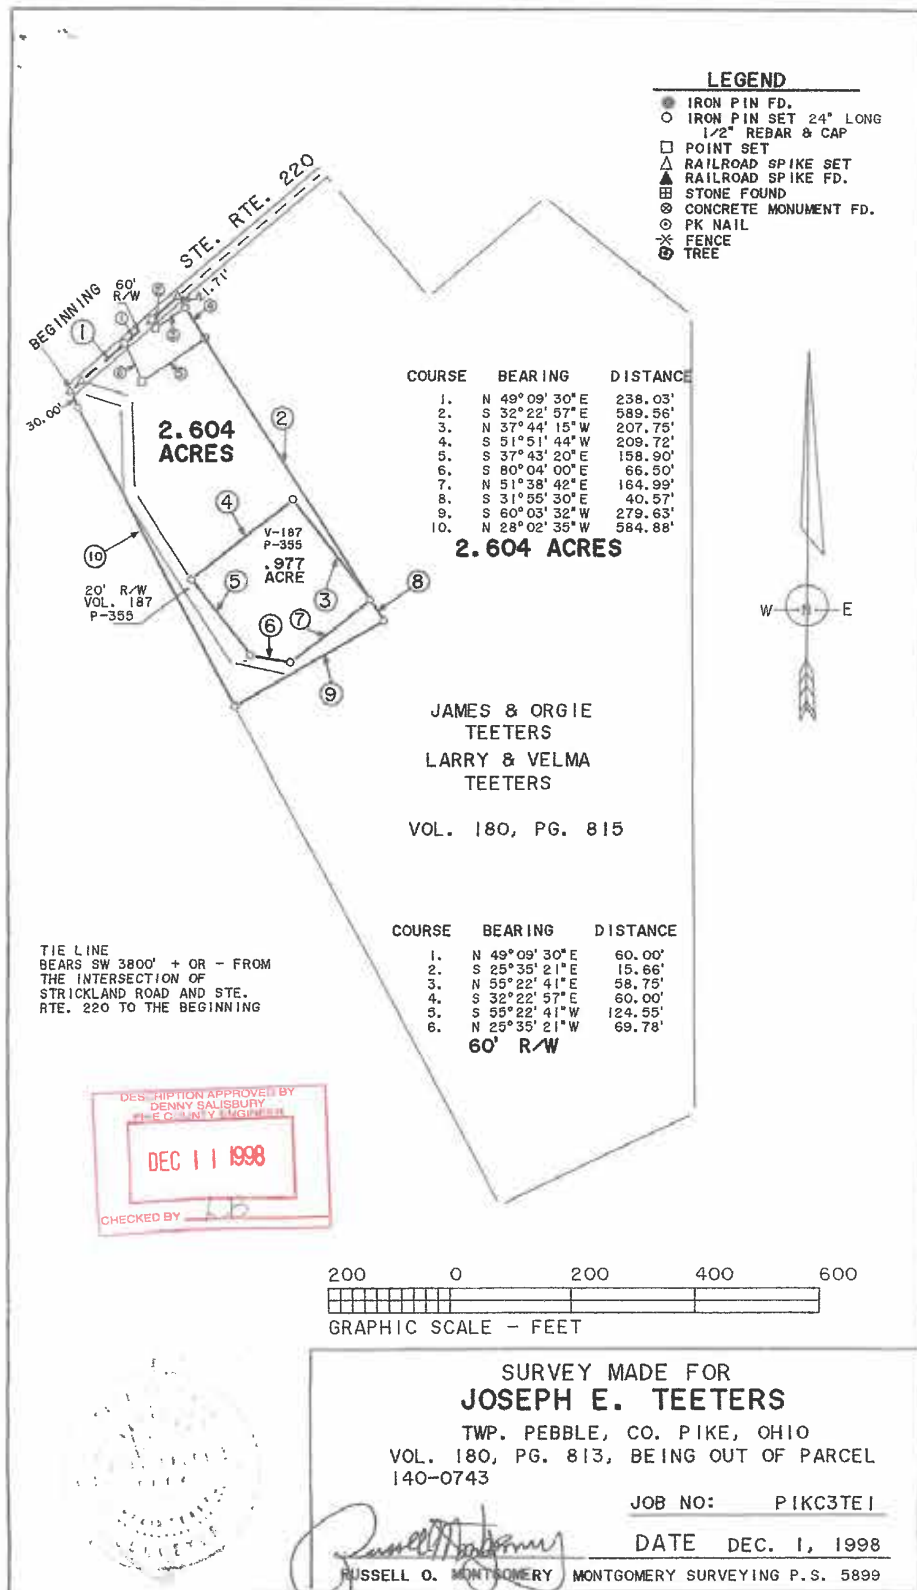 LEGEND
IRON PIN FD.
IRON PIN SET 24" LONG
1/2" REBAR & CAP
POINT SET
RAILROAD SPIKE SET
RAILROAD SPIKE FD.
STONE FOUND
CONCRETE MONUMENT FD.
PK NAIL
FENCE
TREE
STE. RTE. 220
60'
R/W
BEGINNING
1
30.00'
2.604
ACRES
2
4
V-187
P-355
.977
ACRE
10
20' R/W
VOL. 187
P-355
5
3
8
6
7
9
COURSE BEARING DISTANCE
1. N 49°09'30"E 238.03'
2. S 32°22'57"E 589.56'
3. N 37°44'15"W 207.75'
4. S 51°51'44"W 209.72'
5. S 37°43'20"E 158.90'
6. S 80°04'00"E 66.50'
7. N 51°38'42"E 164.99'
8. S 31°55'30"E 40.57'
9. S 60°03'32"W 279.63'
10. N 28°02'35"W 584.88'
2.604 ACRES
W N E
JAMES & ORGIE
TEETERS
LARRY & VELMA
TEETERS
VOL. 180, PG. 815
COURSE BEARING DISTANCE
1. N 49°09'30"E 60.00'
2. S 25°35'21"E 15.66'
3. N 55°22'41"E 58.75'
4. S 32°22'57"E 60.00'
5. S 55°22'41"W 124.55'
6. N 25°35'21"W 69.78'
60' R/W
TIE LINE
BEARS SW 3800' + OR - FROM
THE INTERSECTION OF
STRICKLAND ROAD AND STE.
RTE. 220 TO THE BEGINNING
DESCRIPTION APPROVED BY
DENNY SALISBURY
PIKE COUNTY ENGINEER
DEC 11 1998
CHECKED BY LB
200 0 200 400 600
GRAPHIC SCALE - FEET
SURVEY MADE FOR
JOSEPH E. TEETERS
TWP. PEBBLE, CO. PIKE, OHIO
VOL. 180, PG. 813, BEING OUT OF PARCEL
140-0743
JOB NO: PIKC3TE1
DATE DEC. 1, 1998
RUSSELL O. MONTGOMERY MONTGOMERY SURVEYING P.S. 5899